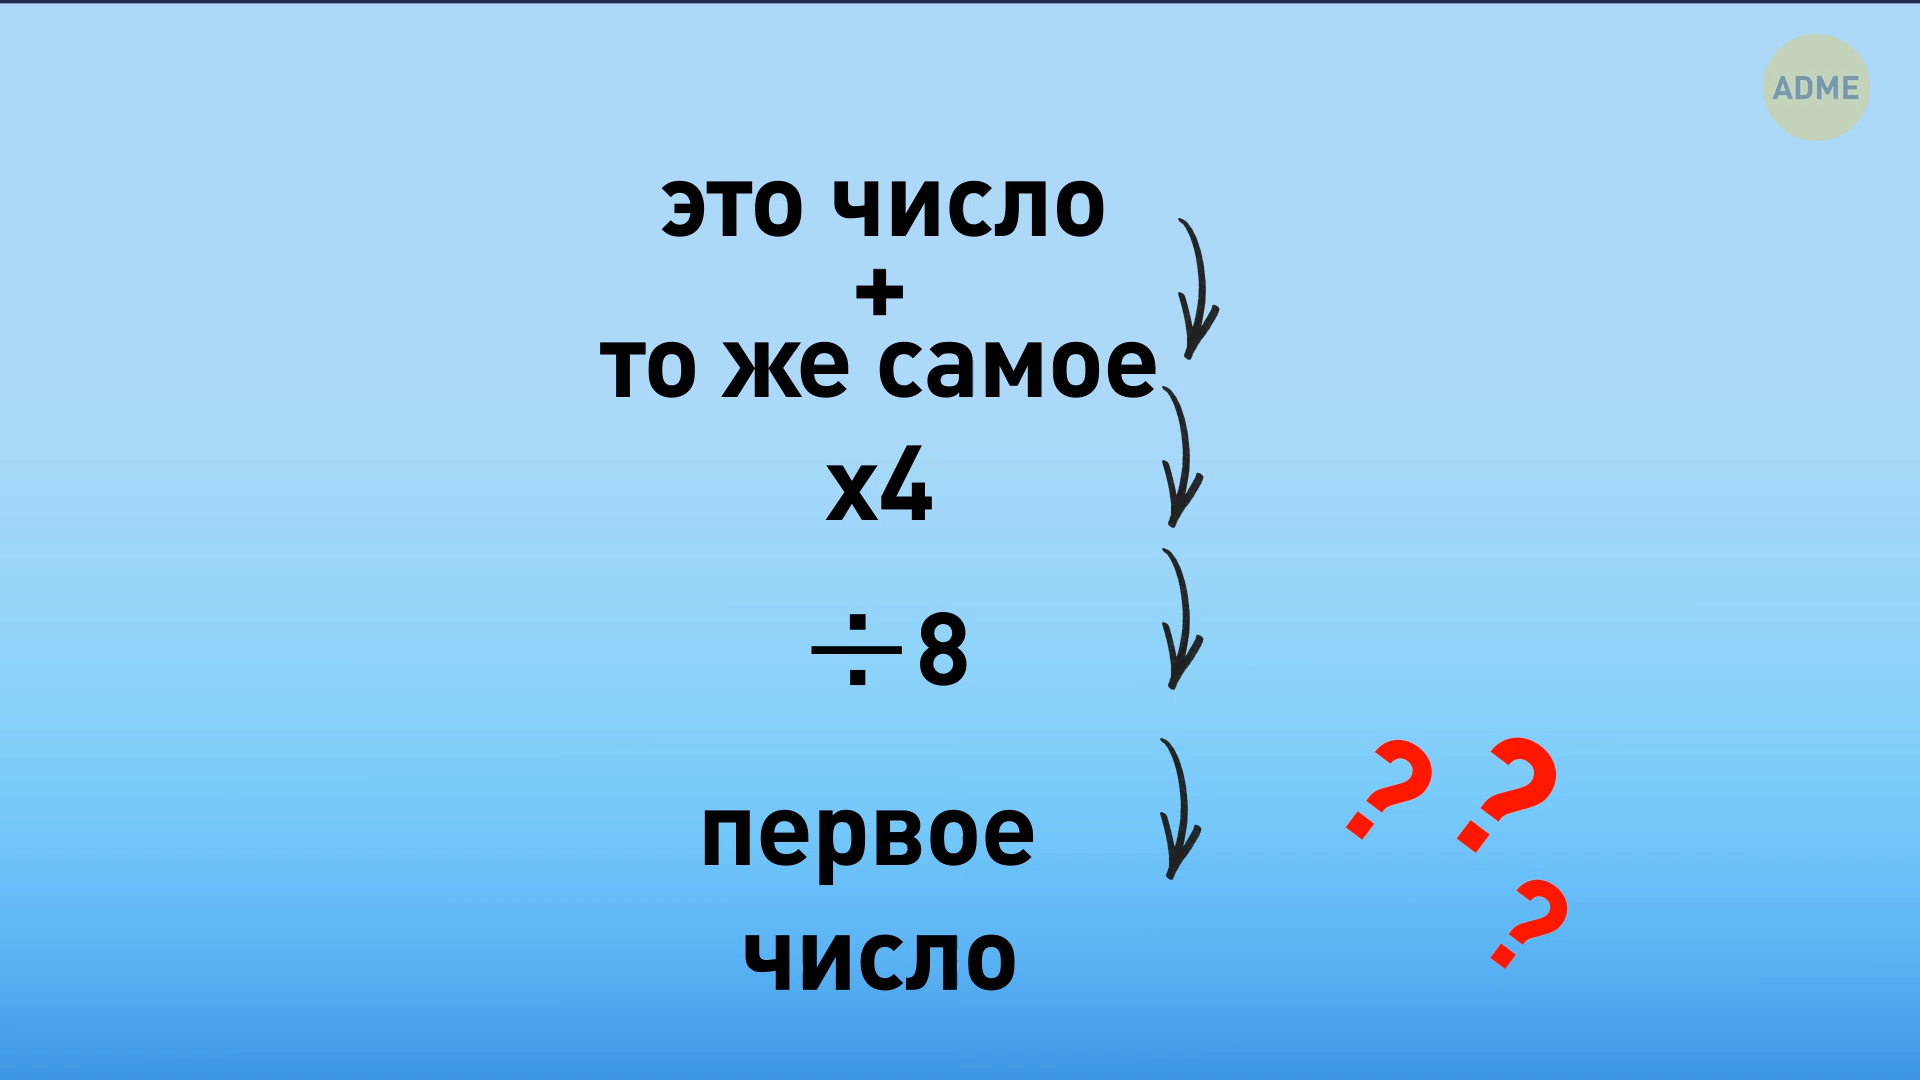 ADME
это число
+
то же самое
x4
÷8
первое
число
? ?
?